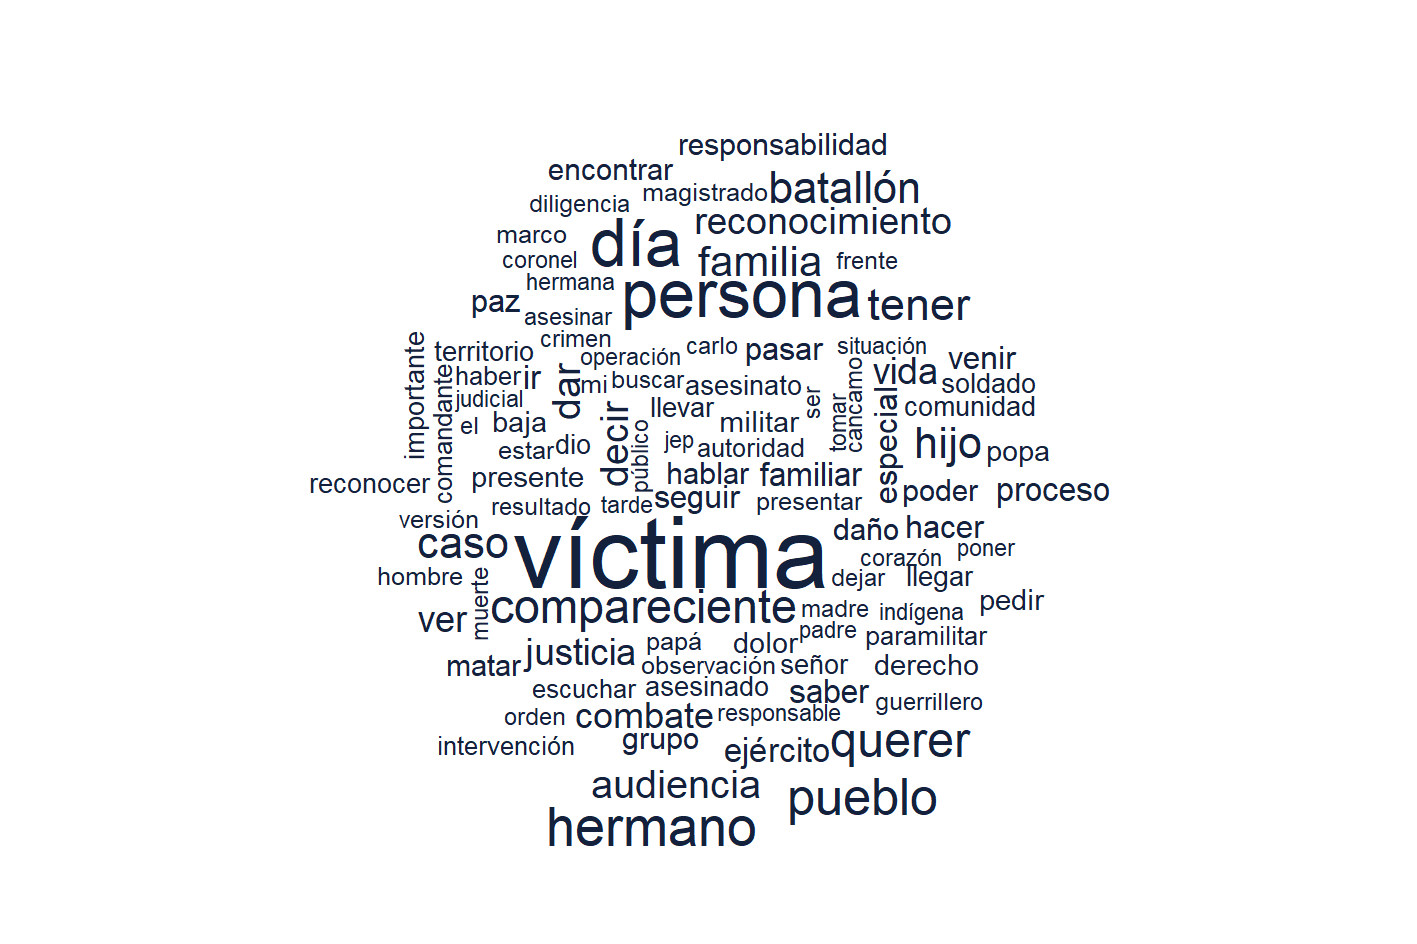 responsabilidad
encontrar
magistrado batallón
diligencia
reconocimiento
marco
día
coronel
familia frente
hermana
paz
persona tener
asesinar
crimen
importante
territorio
operación
carlo pasar situación
venir
haber ir
dar
mi buscar asesinato
ser
tomar
cancamo
vida soldado
judicial
comandante
llevar
especial
comunidad
el baja
decir
público
militar
hijo popa
estar dio
jep autoridad
reconocer
presente
hablar familiar
poder proceso
resultado tarde seguir presentar
versión
caso víctima daño hacer
corazón poner
hombre
muerte
dejar llegar
ver compareciente madre indígena pedir
padre paramilitar
justicia papá dolor
matar
observación señor derecho
escuchar asesinado saber guerrillero
orden combate responsable
intervención grupo ejército querer
audiencia pueblo
hermano